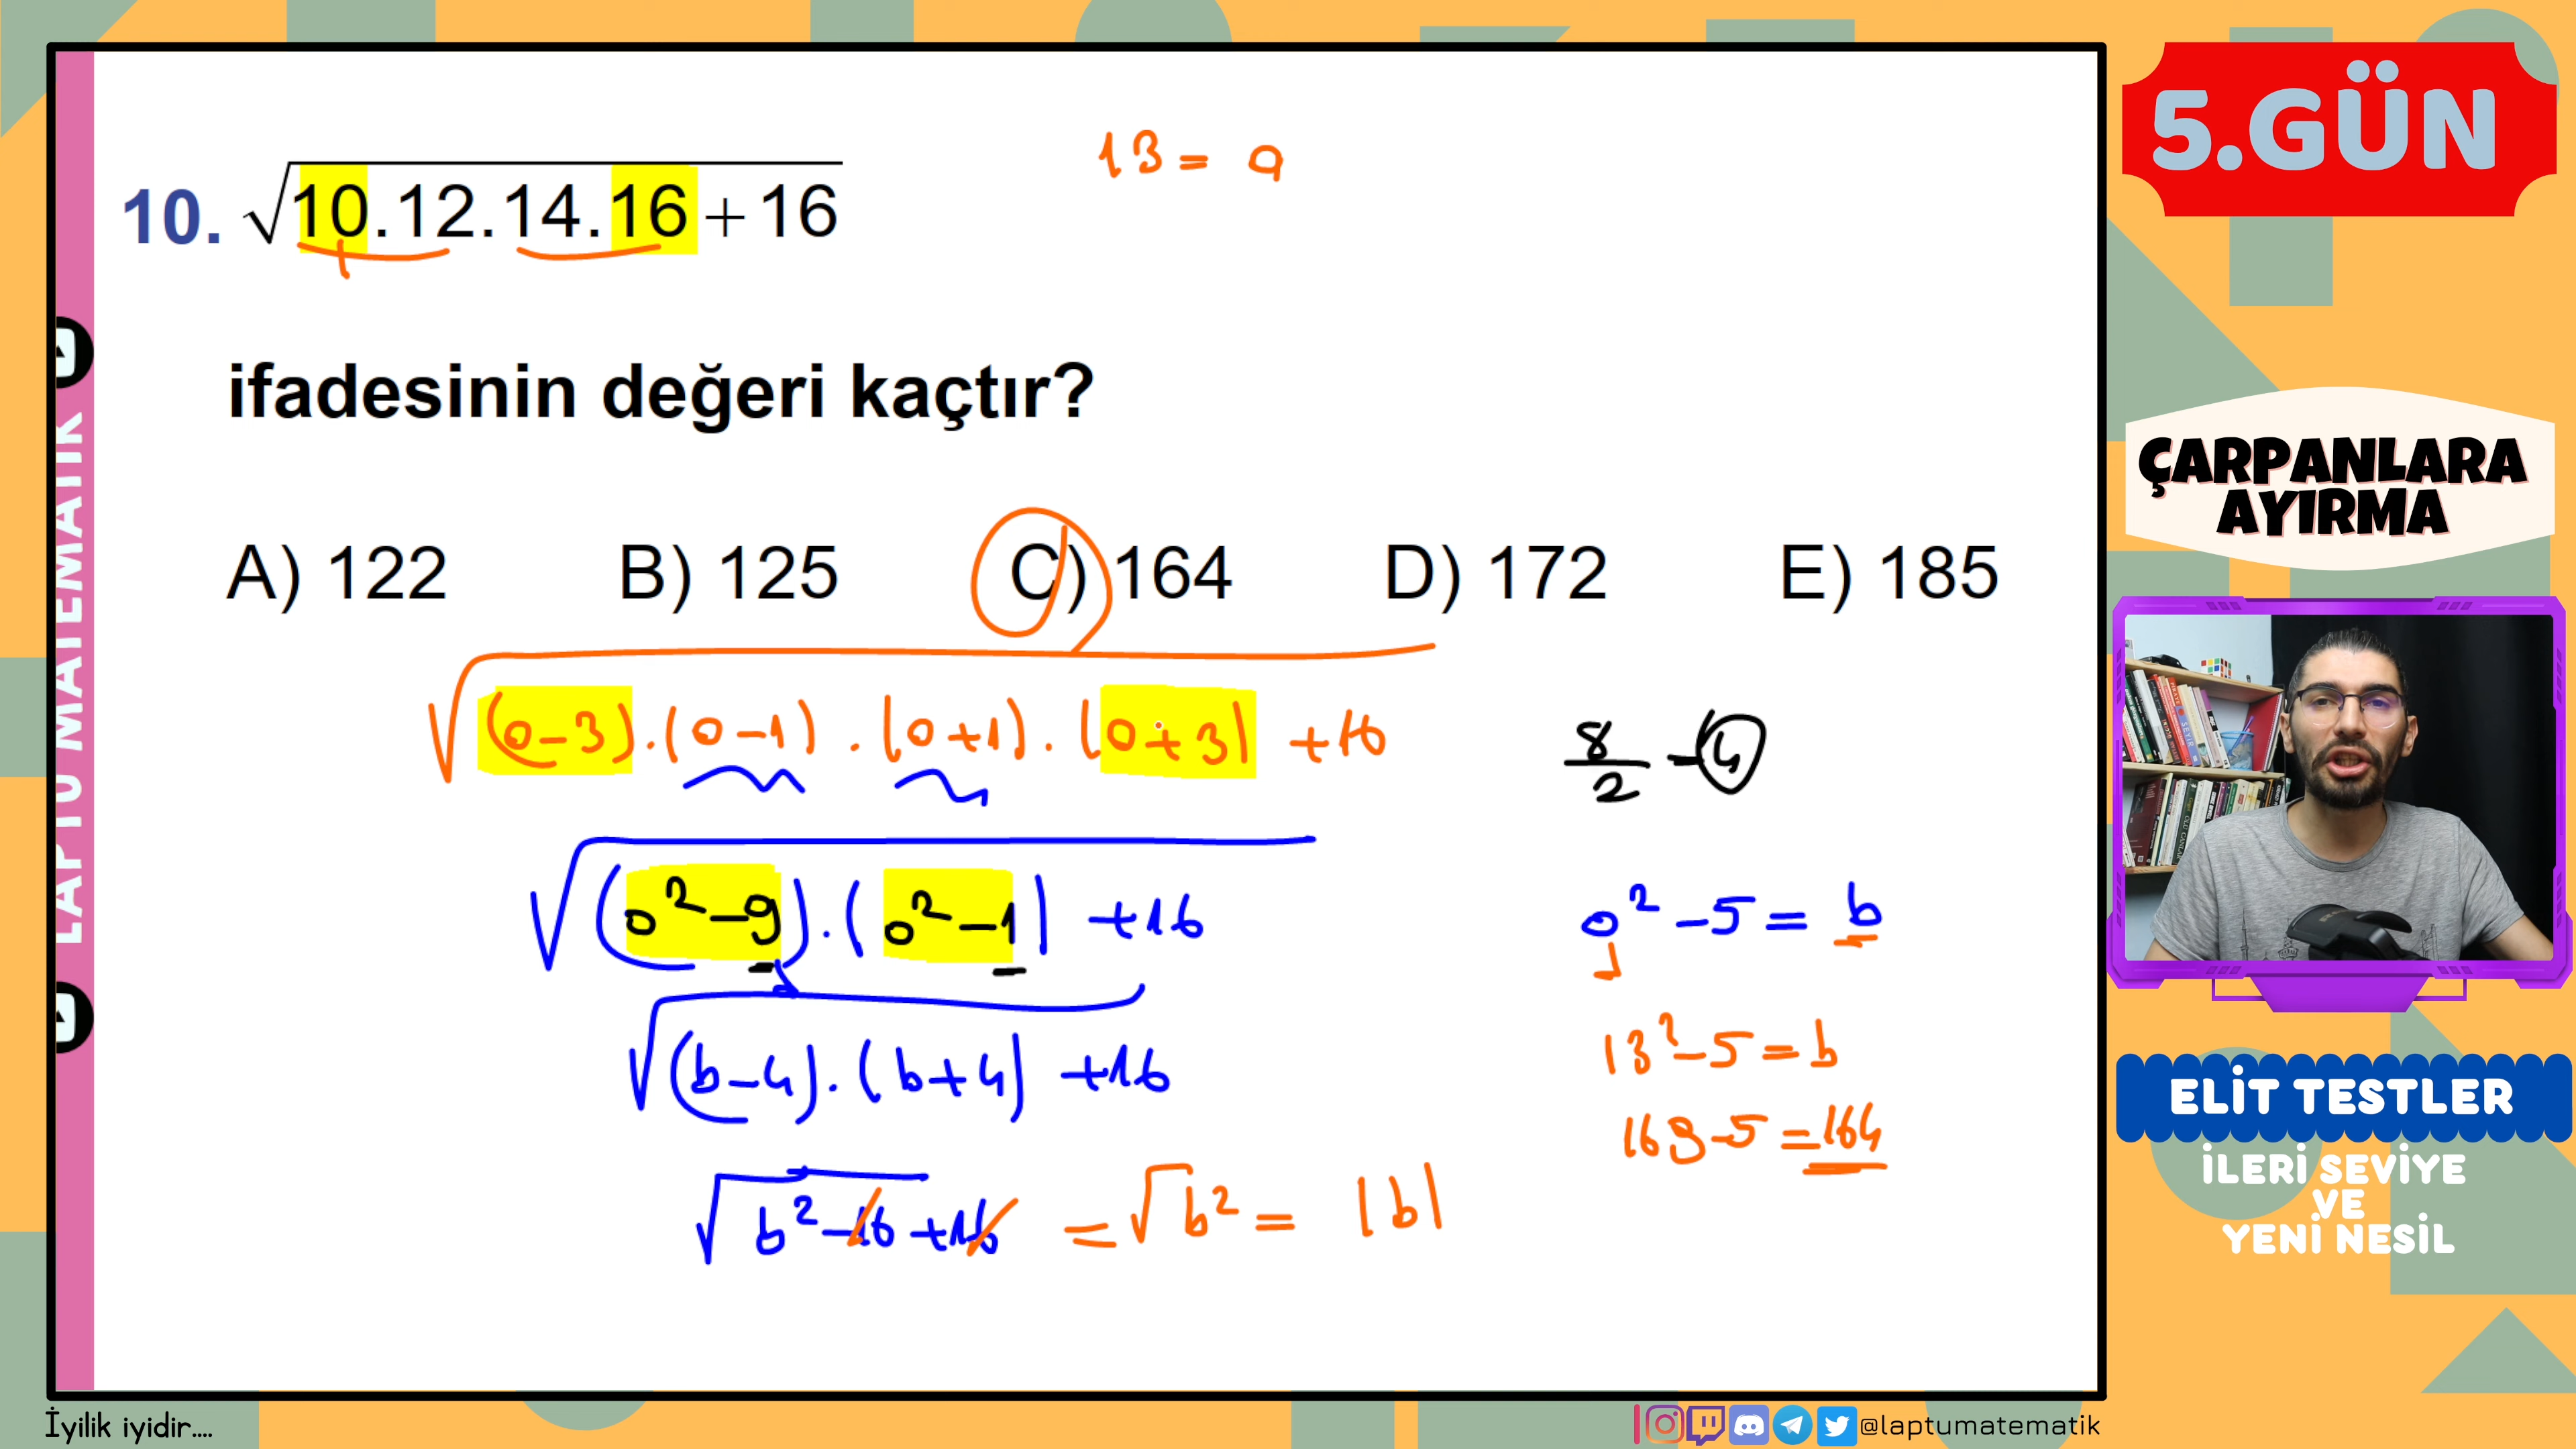 5.GÜN
13 = a
10. √10.12.14.16+16
ifadesinin değeri kaçtır?
A) 122 B) 125 C) 164 D) 172 E) 185
√(a-3).(a-1).(a+1).(a+3) +16
8/2 = 4
√(a²-9).(a²-1) +16
a²-5 = b
√(b-4).(b+4) +16
13²-5 = b
169-5 = 164
√b²-16+16 = √b² = |b|
LAPTU MATEMATİK
ÇARPANLARA
AYIRMA
ELİT TESTLER
İLERİ SEVİYE
VE
YENİ NESİL
İyilik iyidir....
@laptumatematik